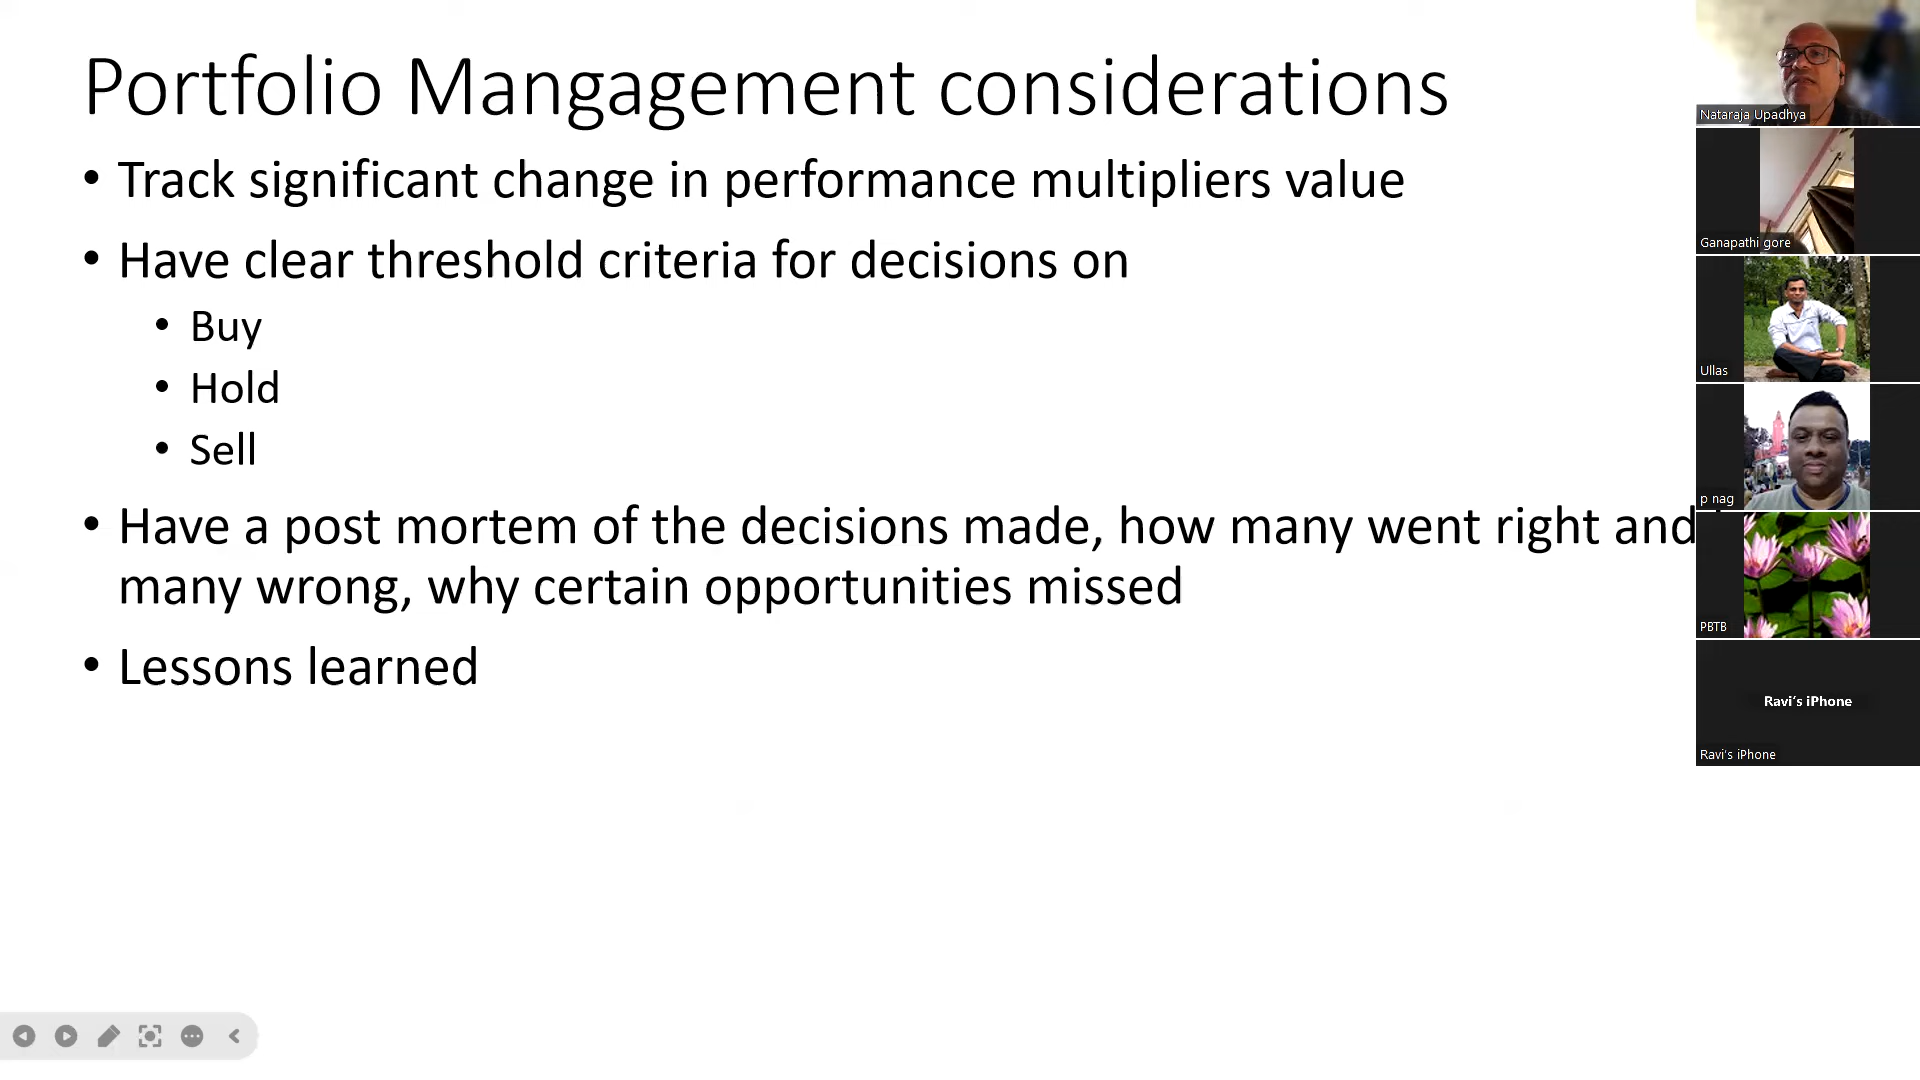 Portfolio Mangagement considerations
• Track significant change in performance multipliers value
• Have clear threshold criteria for decisions on
• Buy
• Hold
• Sell
• Have a post mortem of the decisions made, how many went right and
many wrong, why certain opportunities missed
• Lessons learned
Nataraja Upadhya
Ganapathi gore
Ullas
p nag
PBTB
Ravi's iPhone
Ravi's iPhone